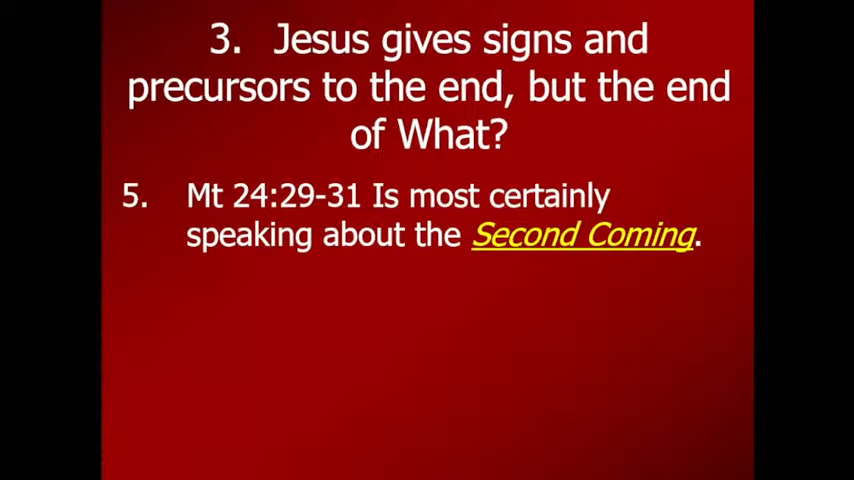 3. Jesus gives signs and
precursors to the end, but the end
of What?
5. Mt 24:29-31 Is most certainly
speaking about the Second Coming.